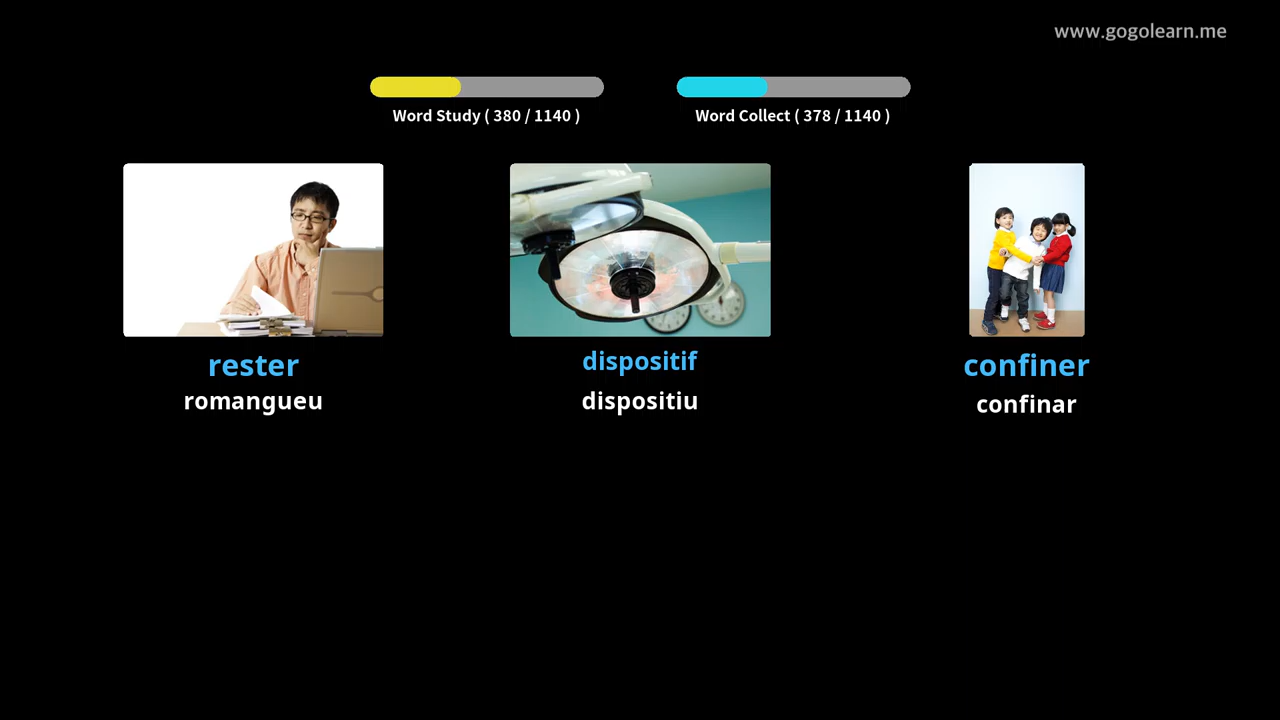 www.gogolearn.me
Word Study ( 380 / 1140 )
Word Collect ( 378 / 1140 )
rester
romangueu
dispositif
dispositiu
confiner
confinar